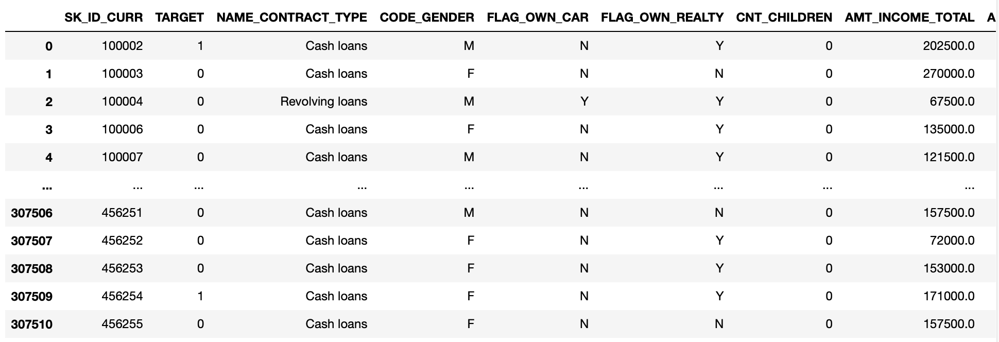 SK_ID_CURR TARGET NAME_CONTRACT_TYPE CODE_GENDER FLAG_OWN_CAR FLAG_OWN_REALTY CNT_CHILDREN AMT_INCOME_TOTAL A
0 100002 1 Cash loans M N Y 0 202500.0
1 100003 0 Cash loans F N N 0 270000.0
2 100004 0 Revolving loans M Y Y 0 67500.0
3 100006 0 Cash loans F N Y 0 135000.0
4 100007 0 Cash loans M N Y 0 121500.0
... ... ... ... ... ... ... ... ...
307506 456251 0 Cash loans M N N 0 157500.0
307507 456252 0 Cash loans F N Y 0 72000.0
307508 456253 0 Cash loans F N Y 0 153000.0
307509 456254 1 Cash loans F N Y 0 171000.0
307510 456255 0 Cash loans F N N 0 157500.0